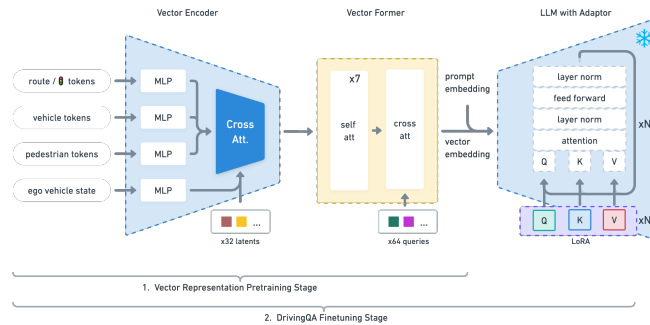 Vector Encoder
Vector Former
LLM with Adaptor
route / tokens
vehicle tokens
pedestrian tokens
ego vehicle state
MLP
MLP
MLP
MLP
Cross
Att.
...
x32 latents
x7
self
att
cross
att
...
x64 queries
prompt
embedding
vector
embedding
layer norm
feed forward
layer norm
attention
Q K V
xN
Q K V
xN
LoRA
1. Vector Representation Pretraining Stage
2. DrivingQA Finetuning Stage